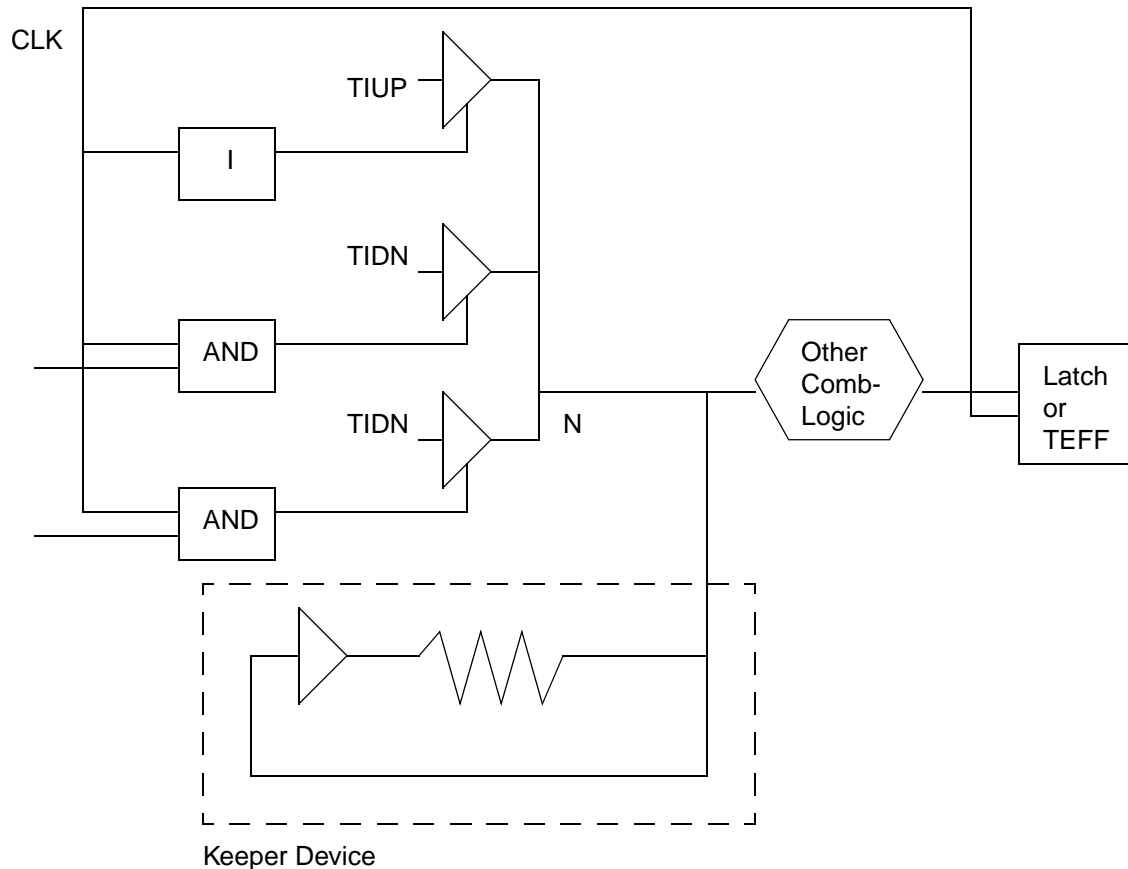 CLK
TIUP
I
TIDN
AND
Other
Comb-
Logic
Latch
or
TEFF
TIDN
N
AND
Keeper Device